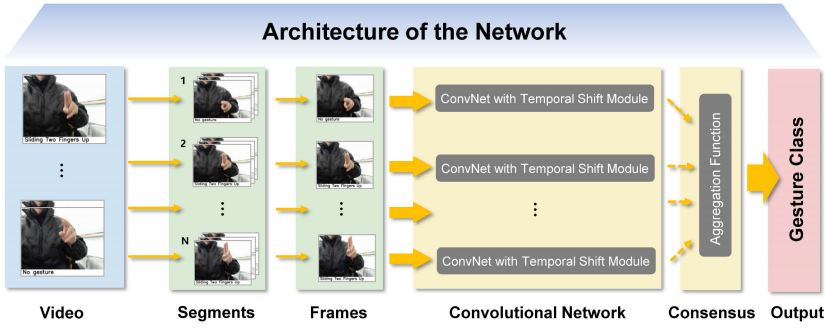 Architecture of the Network
Sliding Two Fingers Up
No gesture
1
No gesture
2
Sliding Two Fingers Up
N
Sliding Two Fingers Up
No gesture
Sliding Two Fingers Up
Sliding Two Fingers Up
ConvNet with Temporal Shift Module
ConvNet with Temporal Shift Module
ConvNet with Temporal Shift Module
Aggregation Function
Gesture Class
Video
Segments
Frames
Convolutional Network
Consensus
Output